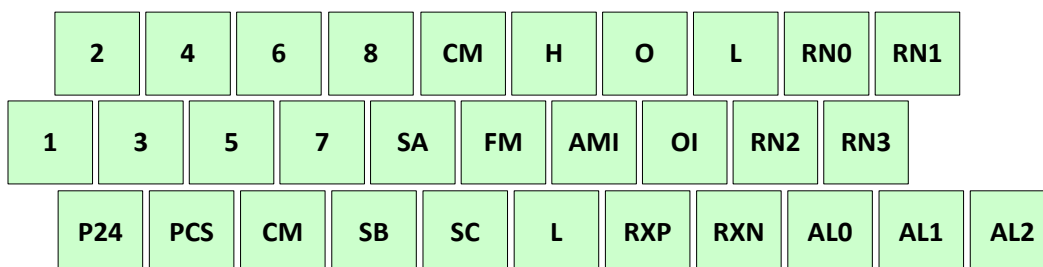 2 4 6 8 CM H O L RN0 RN1
1 3 5 7 SA FM AMI OI RN2 RN3
P24 PCS CM SB SC L RXP RXN AL0 AL1 AL2